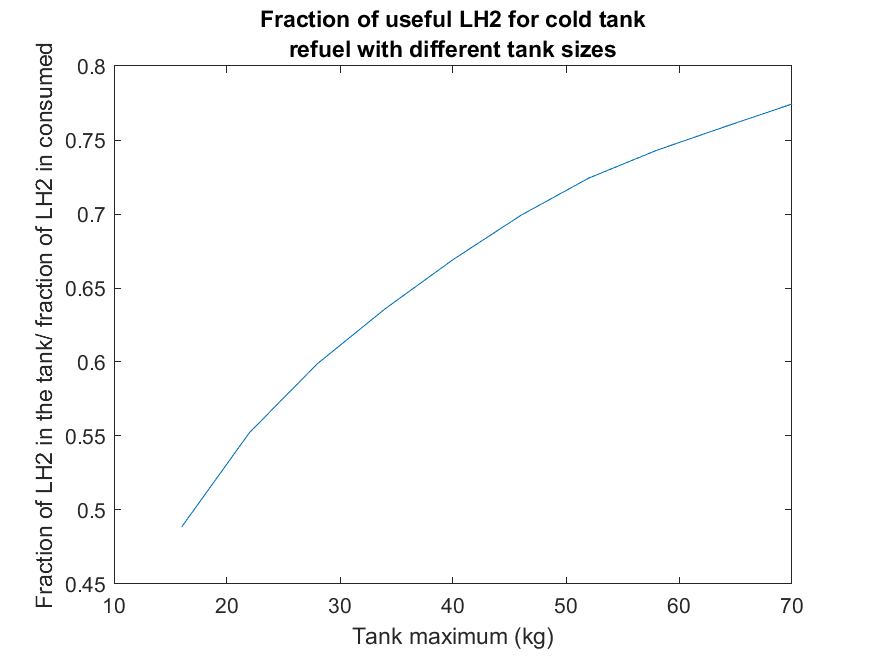 Fraction of useful LH2 for cold tank
refuel with different tank sizes
Fraction of LH2 in the tank/ fraction of LH2 in consumed
0.8
0.75
0.7
0.65
0.6
0.55
0.5
0.45
10 20 30 40 50 60 70
Tank maximum (kg)